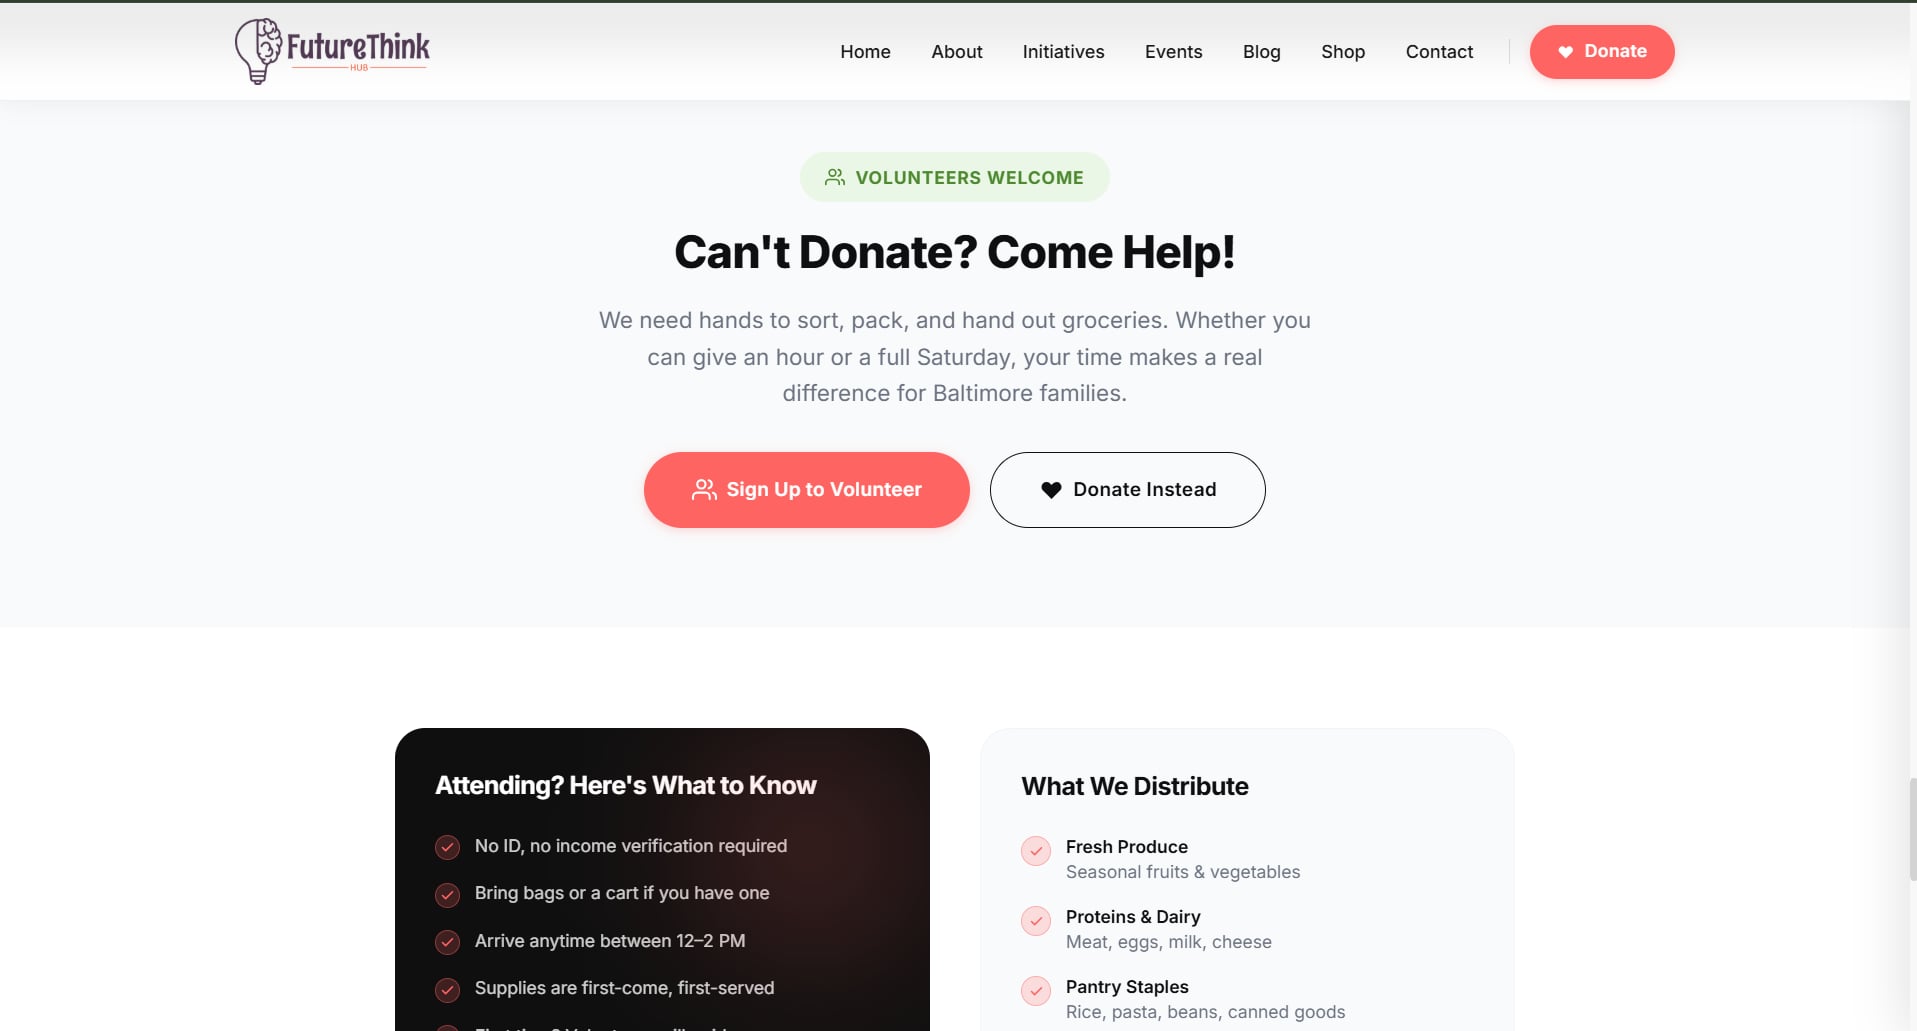 FutureThink
HUB
Home
About
Initiatives
Events
Blog
Shop
Contact
Donate
VOLUNTEERS WELCOME
Can't Donate? Come Help!
We need hands to sort, pack, and hand out groceries. Whether you
can give an hour or a full Saturday, your time makes a real
difference for Baltimore families.
Sign Up to Volunteer
Donate Instead
Attending? Here's What to Know
No ID, no income verification required
Bring bags or a cart if you have one
Arrive anytime between 12–2 PM
Supplies are first-come, first-served
What We Distribute
Fresh Produce
Seasonal fruits & vegetables
Proteins & Dairy
Meat, eggs, milk, cheese
Pantry Staples
Rice, pasta, beans, canned goods